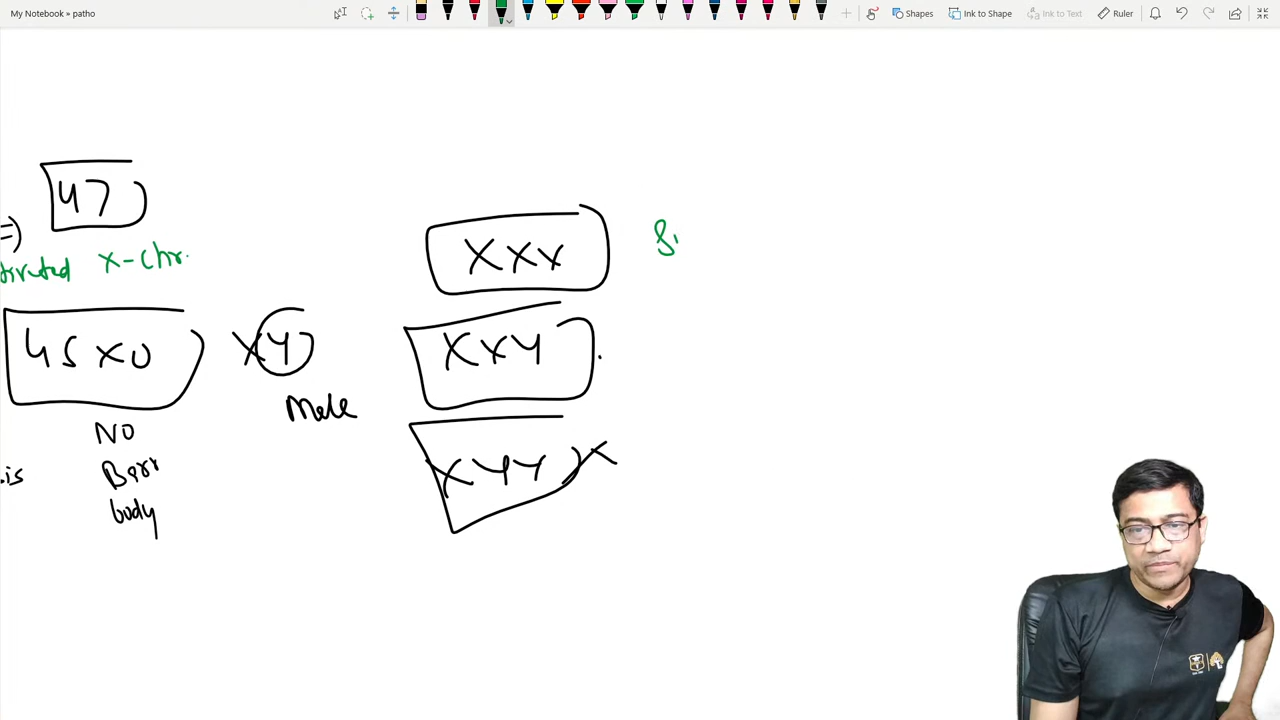 My Notebook » patho
Shapes
Ink to Shape
Ink to Text
Ruler
47
=)
tivated X-chr.
45 XO
NO
Barr
body
XY
Male
XXX
XXY
XYY X